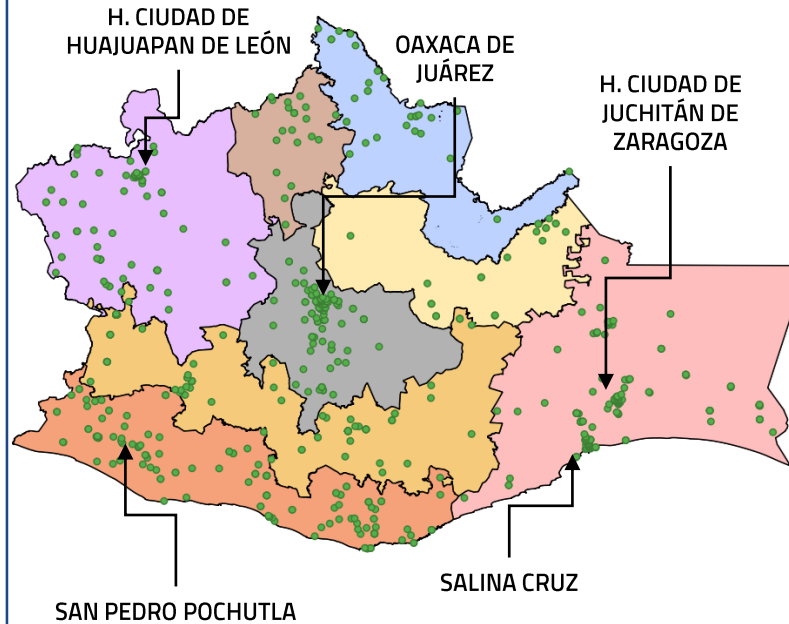 H. CIUDAD DE
HUAJUAPAN DE LEÓN
OAXACA DE
JUÁREZ
H. CIUDAD DE
JUCHITÁN DE
ZARAGOZA
SALINA CRUZ
SAN PEDRO POCHUTLA